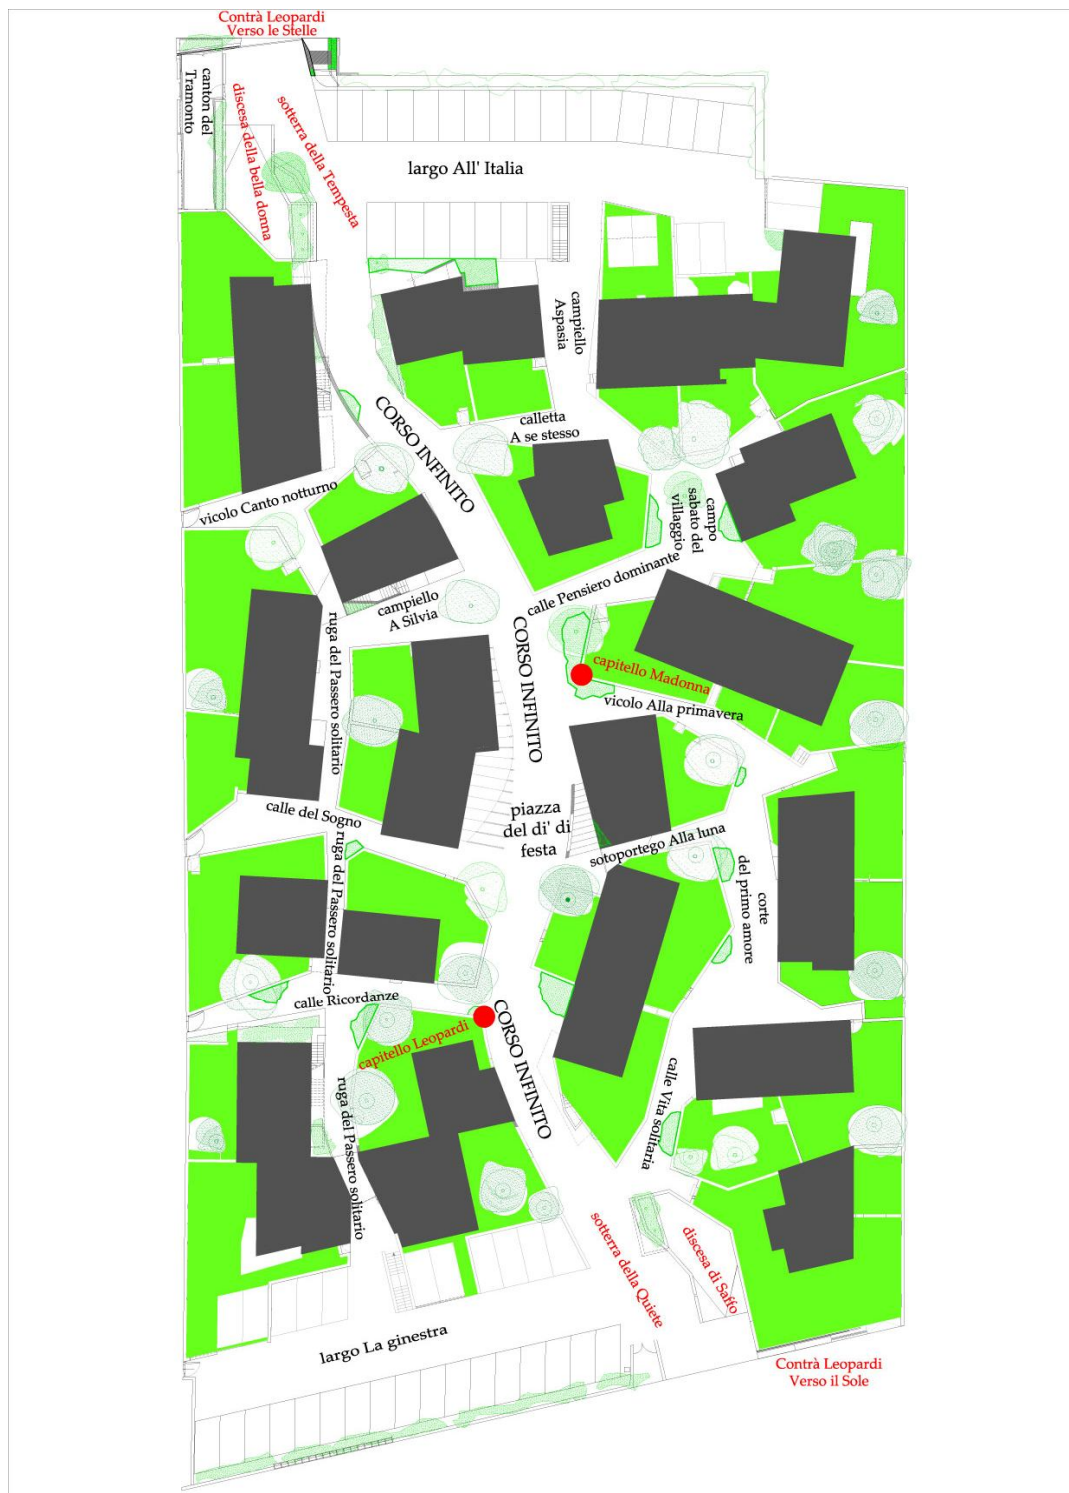 Contrà Leopardi
Verso le Stelle
canton del
Tramonto
discesa della bella donna
sotterra della Tempesta
largo All' Italia
campiello
Aspasia
CORSO INFINITO
calletta
A se stesso
vicolo Canto notturno
campo
sabato del
villaggio
calle Pensiero dominante
campiello
A Silvia
ruga del Passero solitario
CORSO INFINITO
capitello Madonna
vicolo Alla primavera
calle del Sogno
piazza
del di' di
festa
sotoportego Alla luna
ruga del Passero solitario
corte
del primo amore
calle Ricordanze
capitello Leopardi
CORSO INFINITO
calle Vita solitaria
ruga del Passero solitario
sotterra della Quiete
discesa di Saffo
largo La ginestra
Contrà Leopardi
Verso il Sole